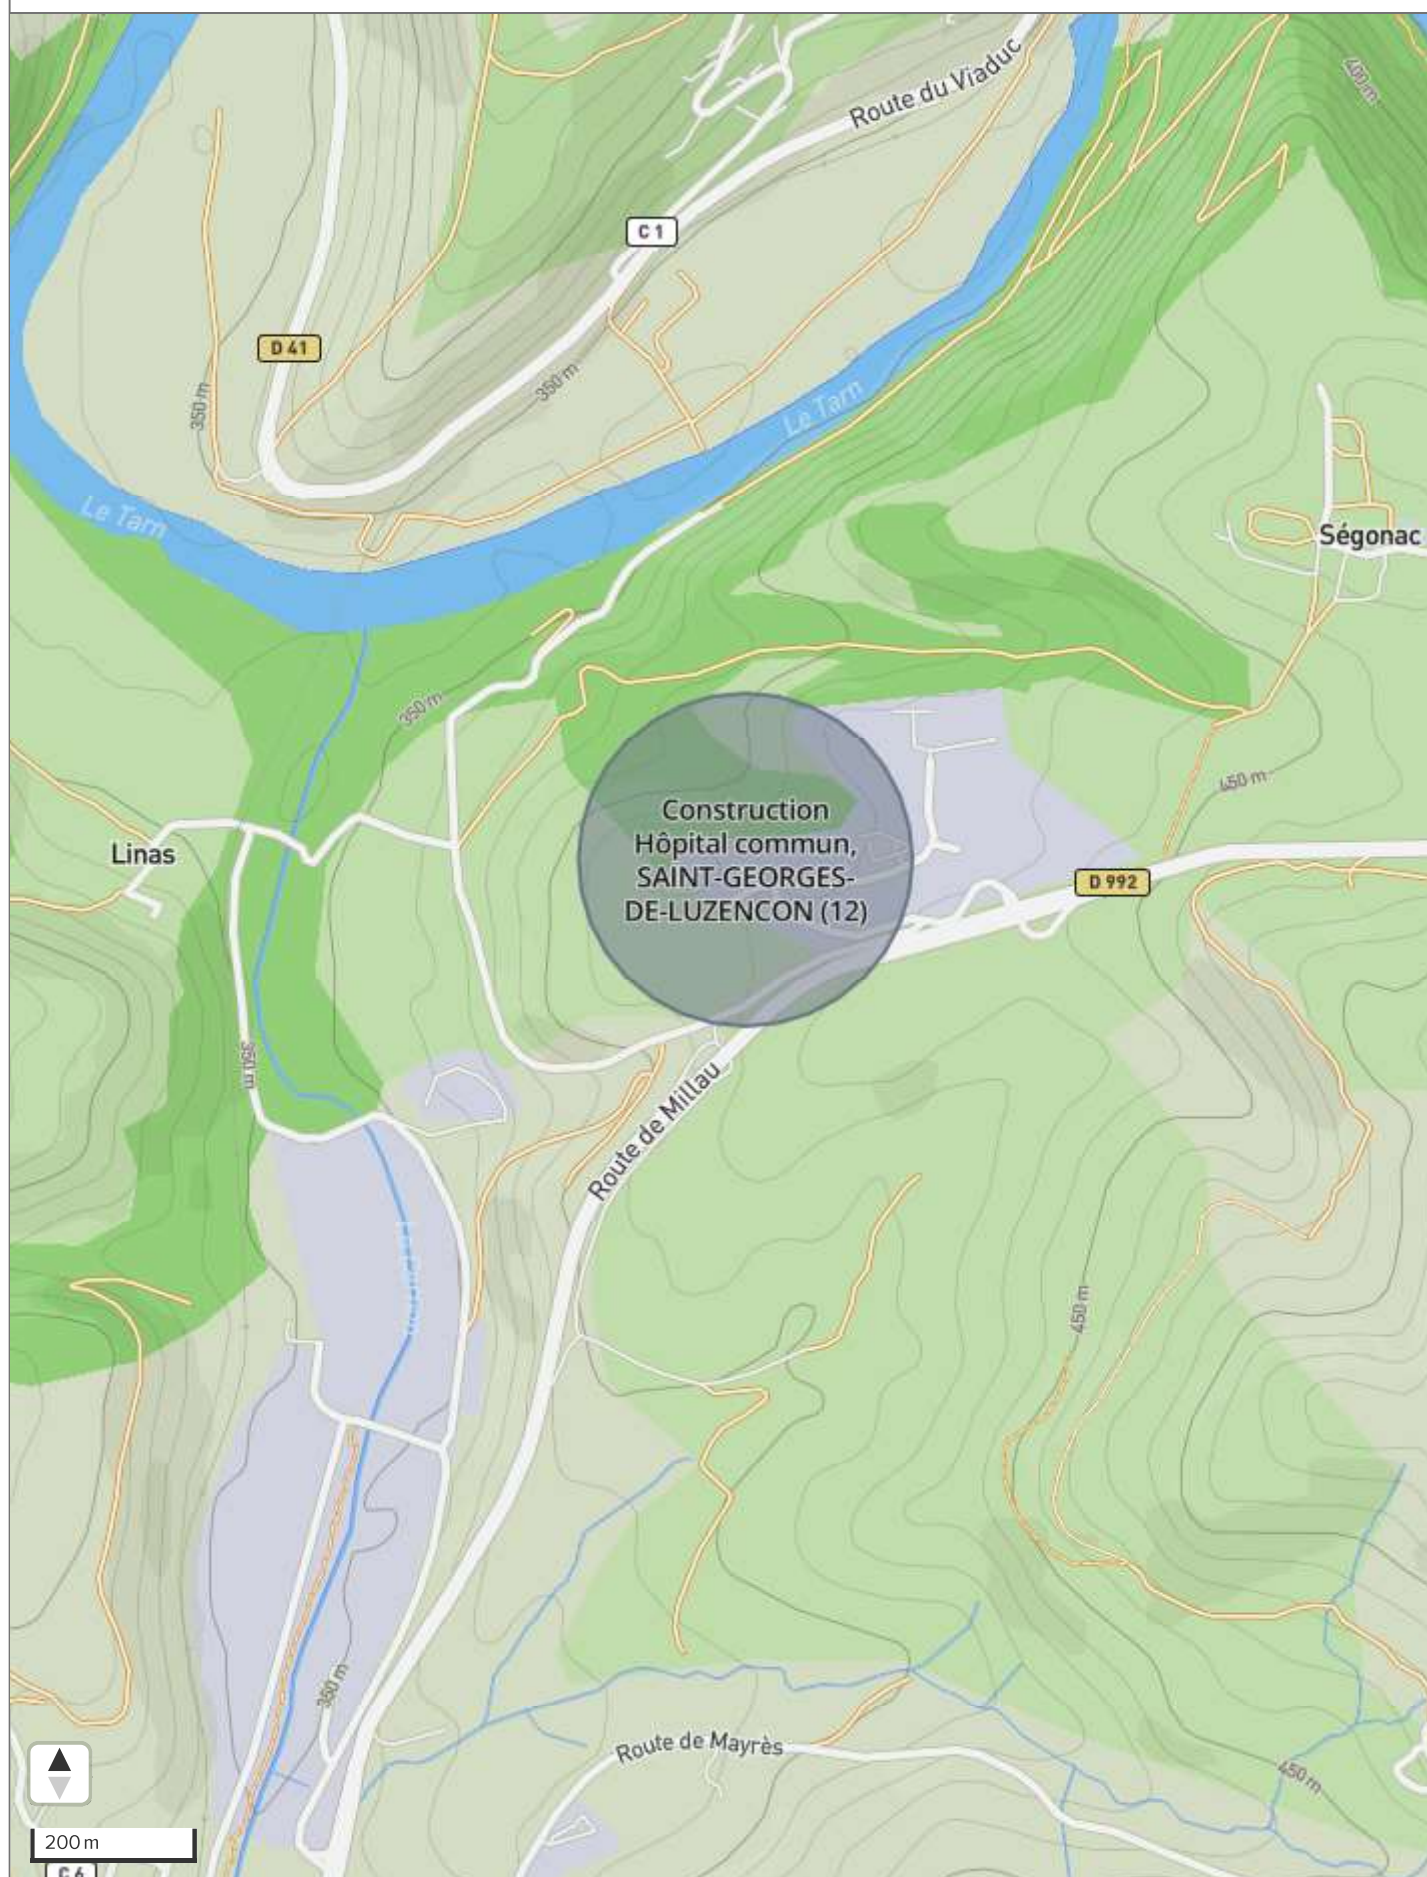 400 m
Route du Viaduc
C 1
D 41
350 m
350 m
Le Tarn
Le Tarn
Ségonac
350 m
450 m
Construction
Hôpital commun,
SAINT-GEORGES-
DE-LUZENCON (12)
Linas
D 992
350 m
Route de Millau
450 m
350 m
Route de Mayrès
450 m
200 m
C 6